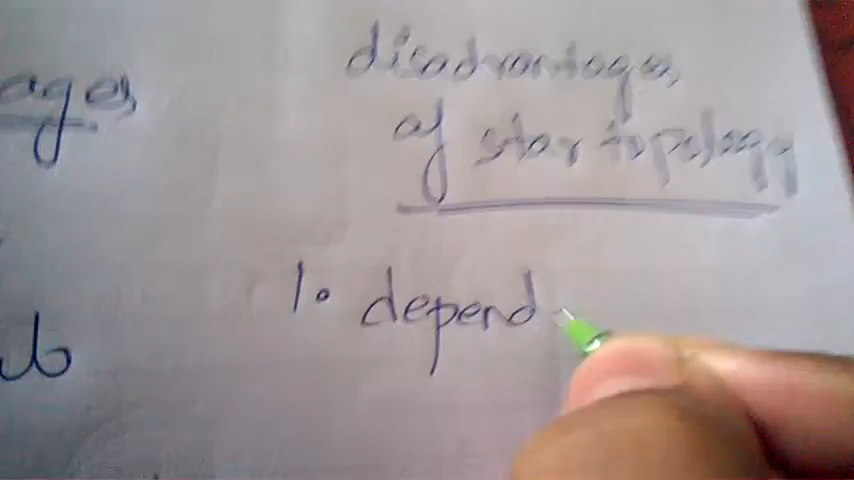 ages
disadvantages
of star topology
1. depend